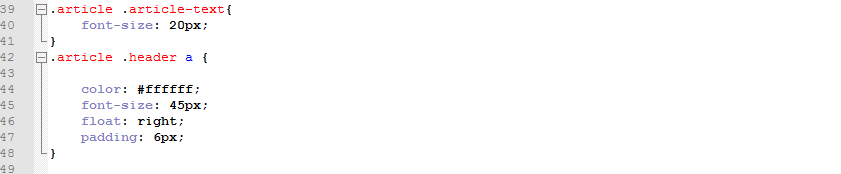 39 .article .article-text{
40     font-size: 20px;
41 }
42 .article .header a {
43
44     color: #ffffff;
45     font-size: 45px;
46     float: right;
47     padding: 6px;
48 }
49